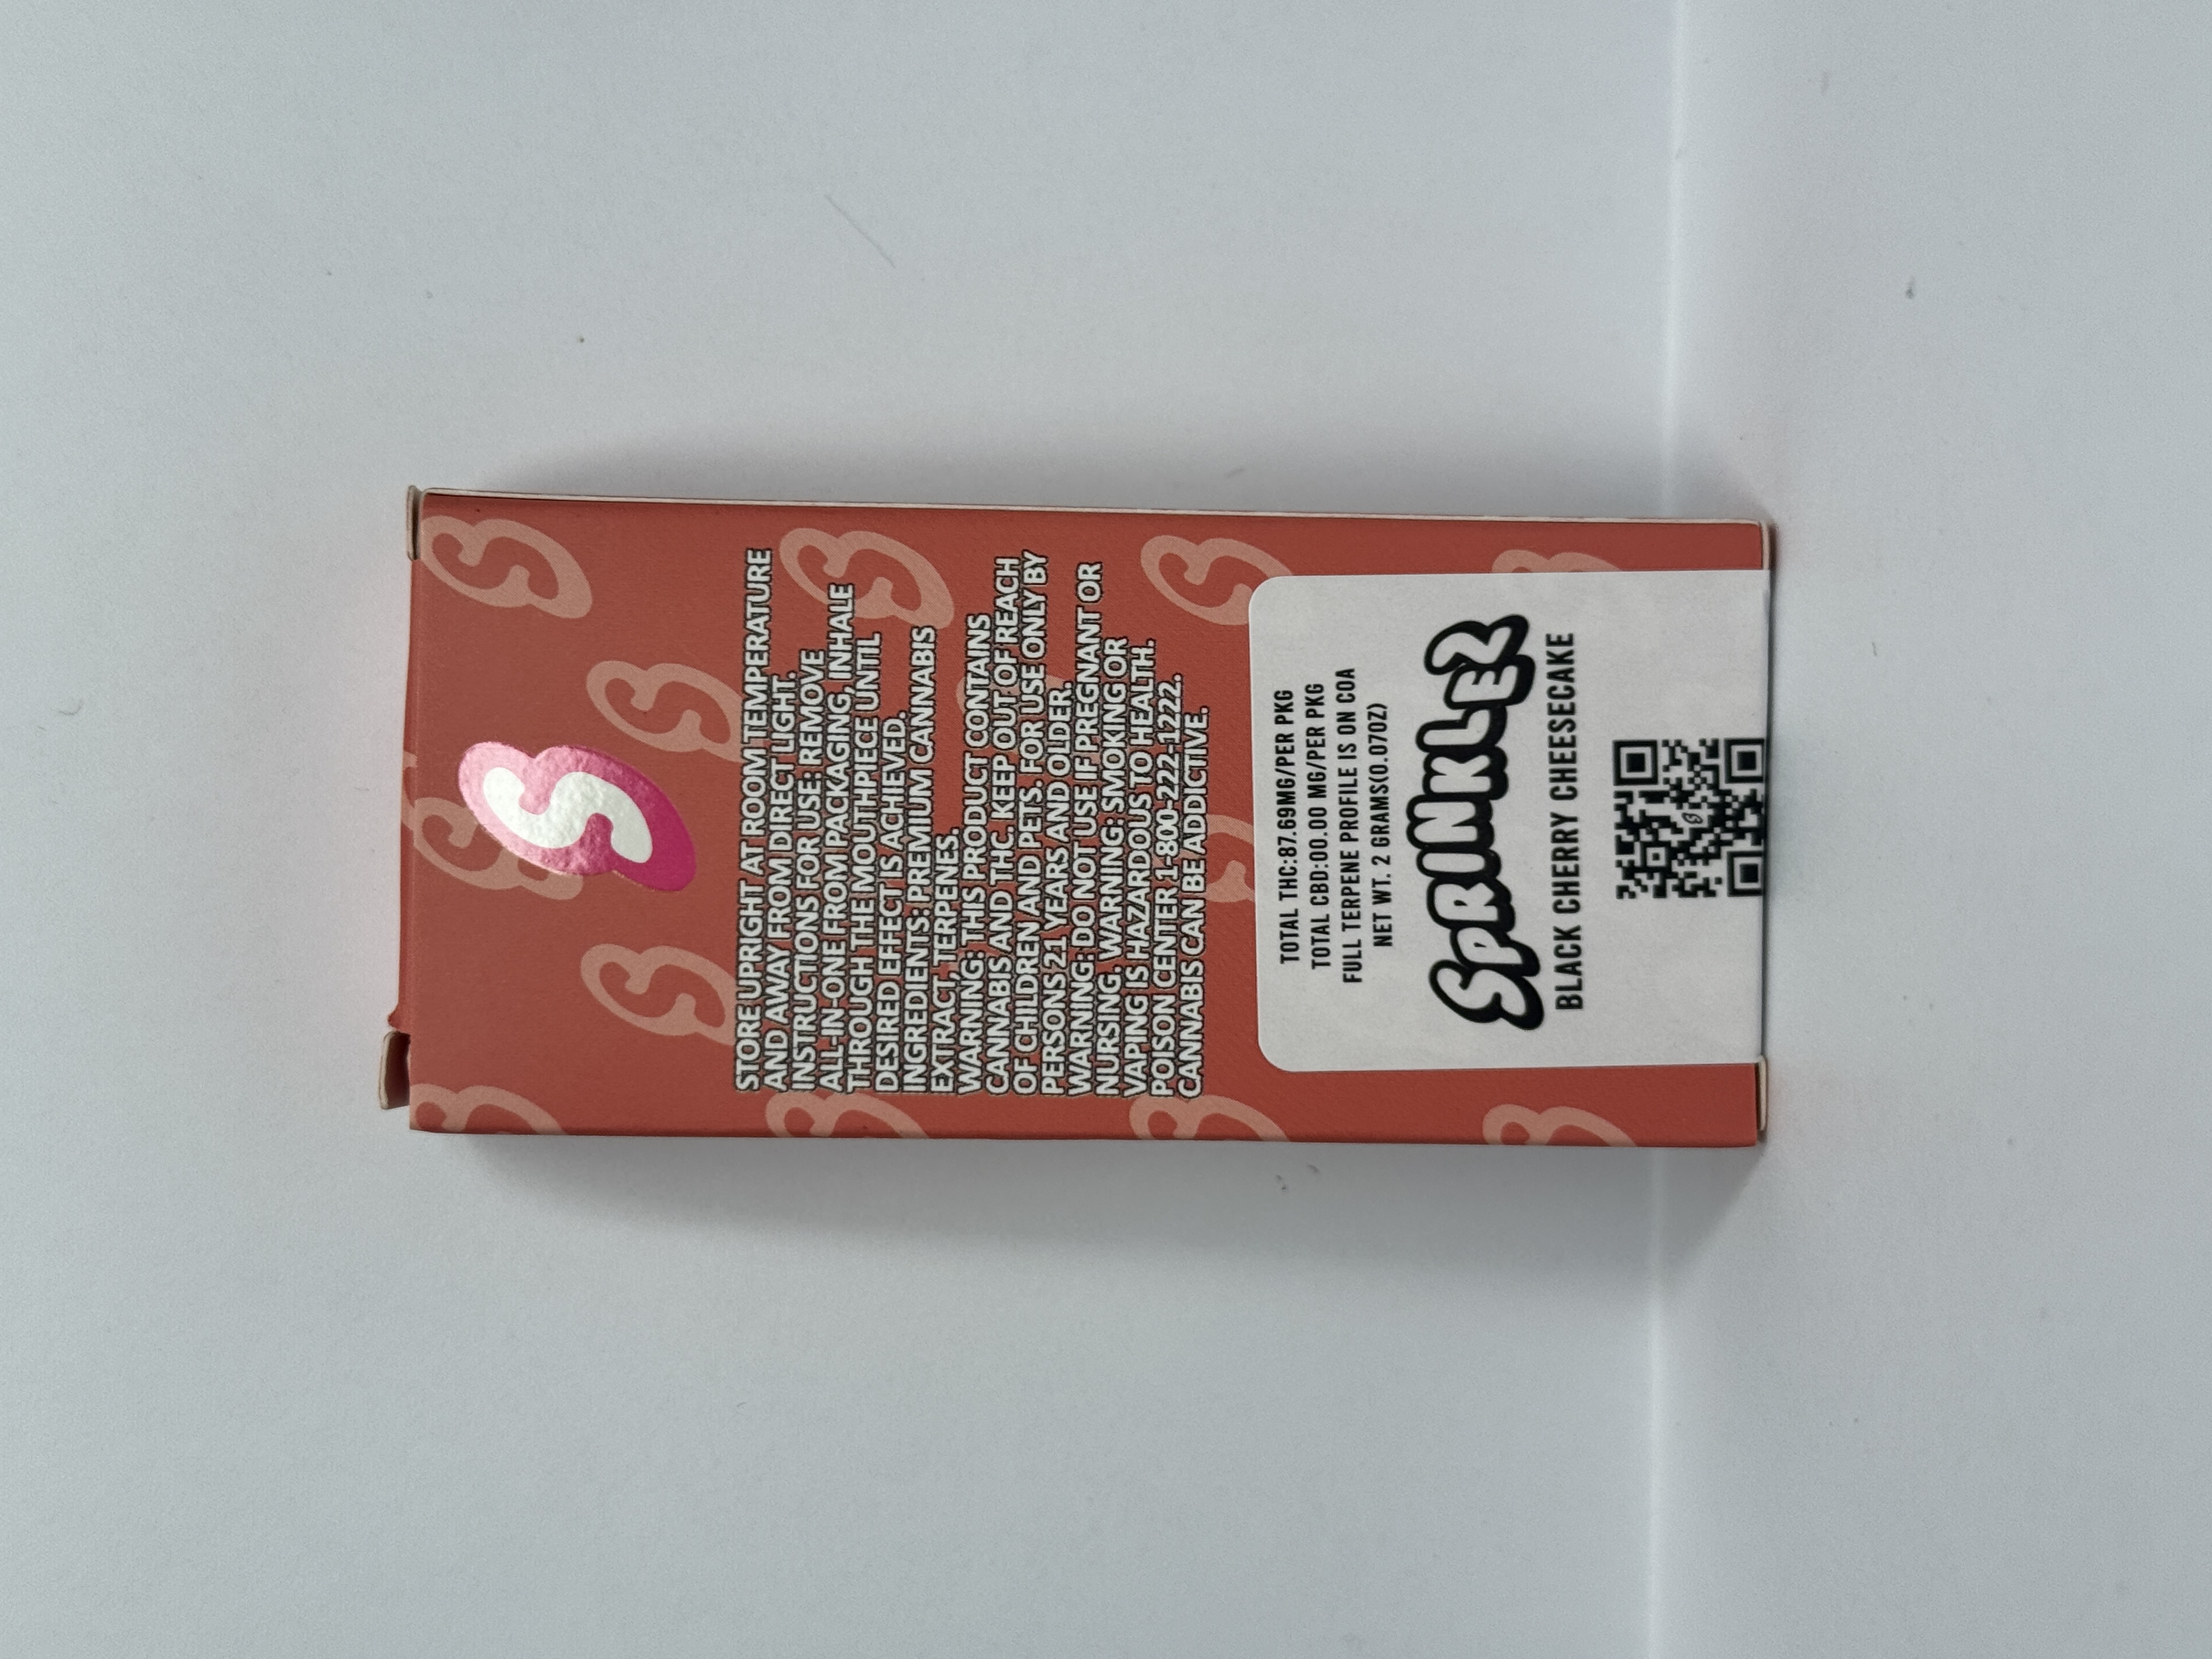 S
STORE UPRIGHT AT ROOM TEMPERATURE
AND AWAY FROM DIRECT LIGHT.
INSTRUCTIONS FOR USE: REMOVE
ALL-IN-ONE FROM PACKAGING, INHALE
THROUGH THE MOUTHPIECE UNTIL
DESIRED EFFECT IS ACHIEVED.
INGREDIENTS: PREMIUM CANNABIS
EXTRACT, TERPENES.
WARNING: THIS PRODUCT CONTAINS
CANNABIS AND THC. KEEP OUT OF REACH
OF CHILDREN AND PETS. FOR USE ONLY BY
PERSONS 21 YEARS AND OLDER.
WARNING: DO NOT USE IF PREGNANT OR
NURSING. WARNING: SMOKING OR
VAPING IS HAZARDOUS TO HEALTH.
POISON CENTER 1-800-222-1222.
CANNABIS CAN BE ADDICTIVE.
TOTAL THC:87.69MG/PER PKG
TOTAL CBD:00.00 MG/PER PKG
FULL TERPENE PROFILE IS ON COA
NET WT. 2 GRAMS(0.07OZ)
SPRINKLEZ
BLACK CHERRY CHEESECAKE